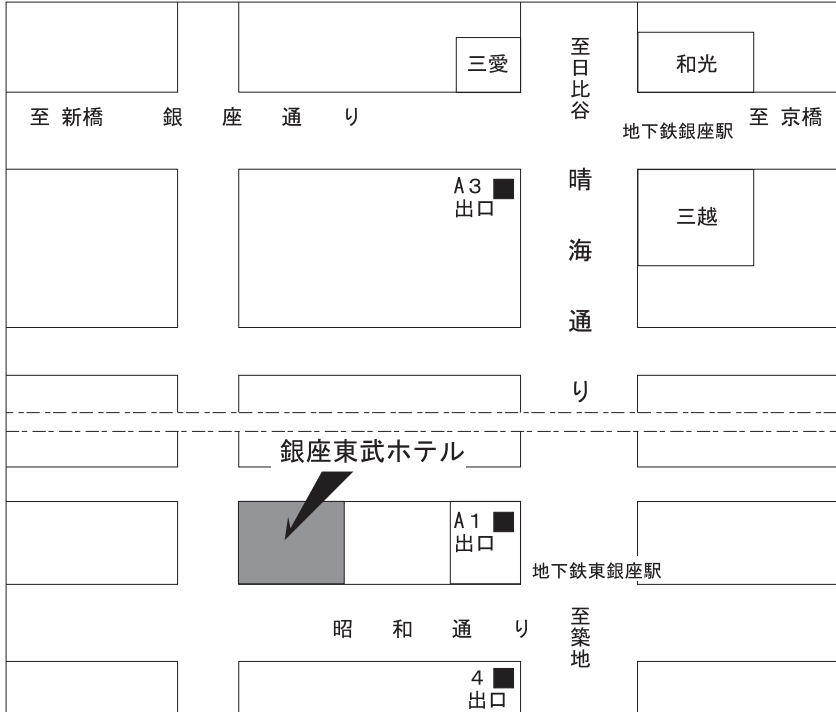 三愛
至日比谷
和光
至 新橋
銀座通り
地下鉄銀座駅
至 京橋
A3
出口
晴海通り
三越
銀座東武ホテル
A1
出口
地下鉄東銀座駅
昭和通り
至築地
4
出口